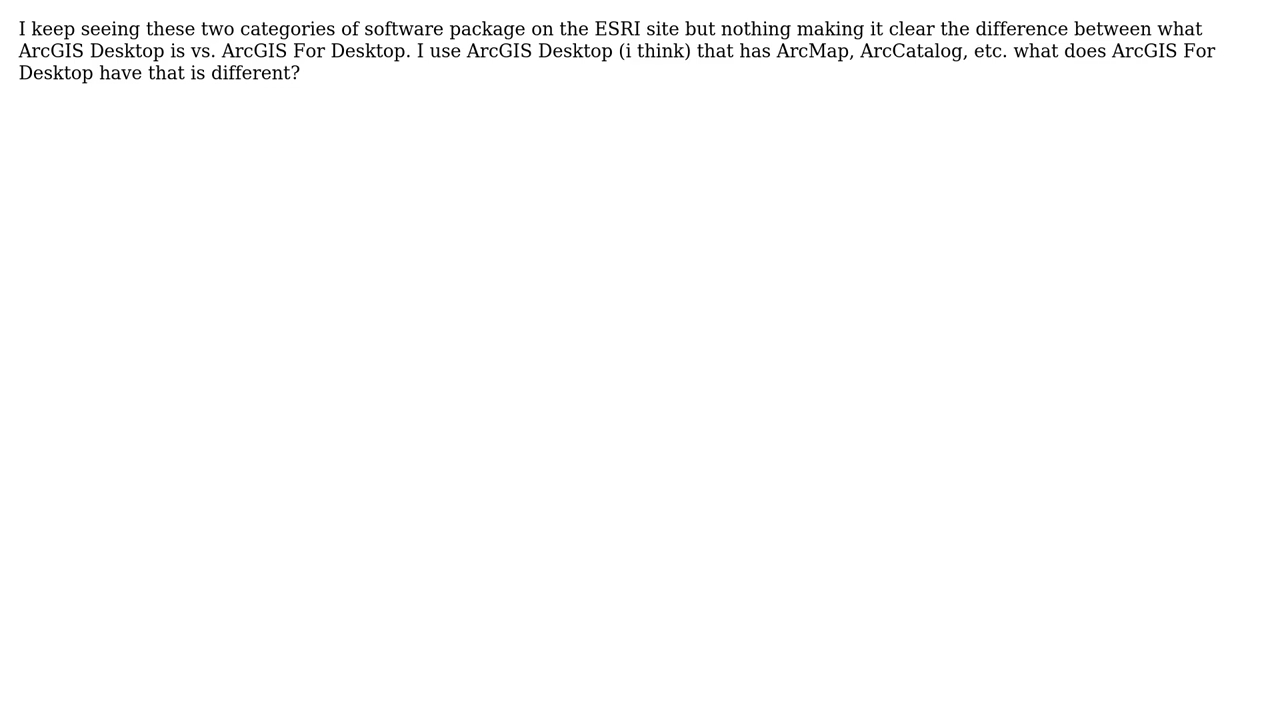 I keep seeing these two categories of software package on the ESRI site but nothing making it clear the difference between what
ArcGIS Desktop is vs. ArcGIS For Desktop. I use ArcGIS Desktop (i think) that has ArcMap, ArcCatalog, etc. what does ArcGIS For
Desktop have that is different?